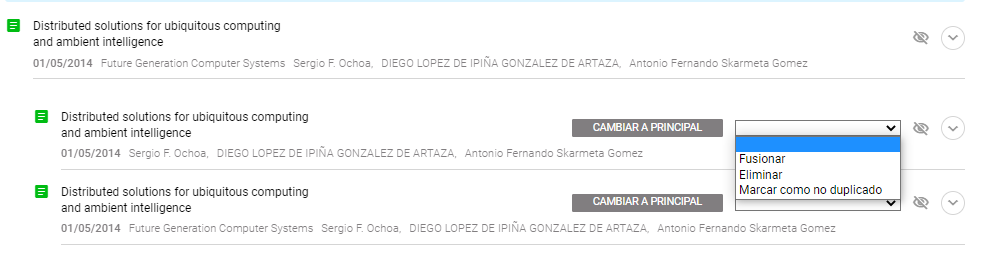 Distributed solutions for ubiquitous computing
and ambient intelligence
01/05/2014 Future Generation Computer Systems Sergio F. Ochoa, DIEGO LOPEZ DE IPIÑA GONZALEZ DE ARTAZA, Antonio Fernando Skarmeta Gomez
Distributed solutions for ubiquitous computing
and ambient intelligence
CAMBIAR A PRINCIPAL
01/05/2014 Sergio F. Ochoa, DIEGO LOPEZ DE IPIÑA GONZALEZ DE ARTAZA, Antonio Fernando Skarmeta Gomez
Fusionar
Eliminar
Marcar como no duplicado
Distributed solutions for ubiquitous computing
and ambient intelligence
CAMBIAR A PRINCIPAL
01/05/2014 Future Generation Computer Systems Sergio F. Ochoa, DIEGO LOPEZ DE IPIÑA GONZALEZ DE ARTAZA, Antonio Fernando Skarmeta Gomez